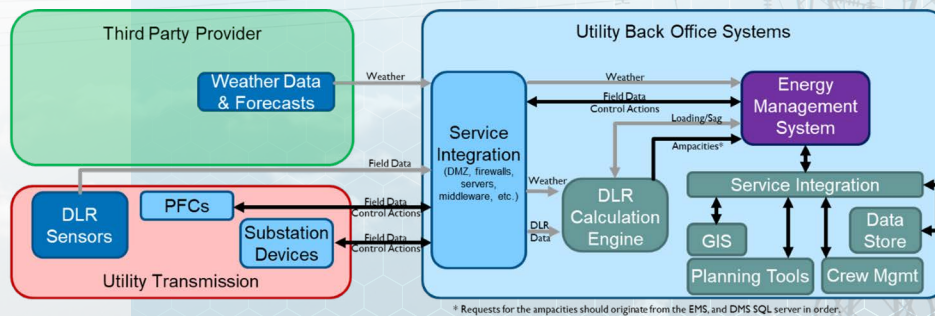 Third Party Provider
Weather Data
& Forecasts
Weather
Field Data
DLR
Sensors
PFCs
Field Data
Control Actions
Substation
Devices
Field Data
Control Actions
Utility Transmission
Utility Back Office Systems
Service
Integration
(DMZ, firewalls,
servers,
middleware, etc.)
Weather
Field Data
Control Actions
Loading/Sag
Ampacities*
Weather
DLR
Data
DLR
Calculation
Engine
Energy
Management
System
Service Integration
GIS
Data
Store
Planning Tools
Crew Mgmt
* Requests for the ampacities should originate from the EMS, and DMS SQL server in order.